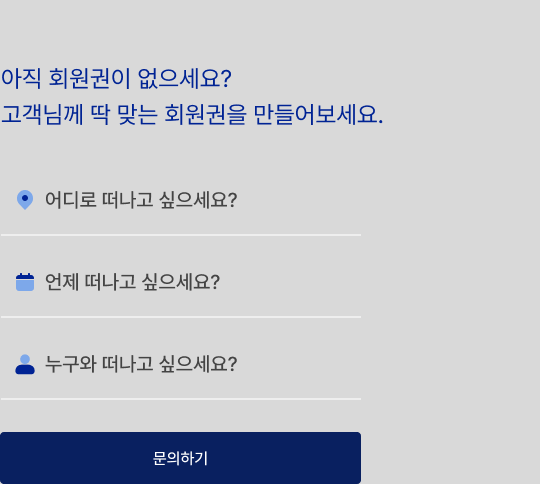 아직 회원권이 없으세요?
고객님께 딱 맞는 회원권을 만들어보세요.
어디로 떠나고 싶으세요?
언제 떠나고 싶으세요?
누구와 떠나고 싶으세요?
문의하기